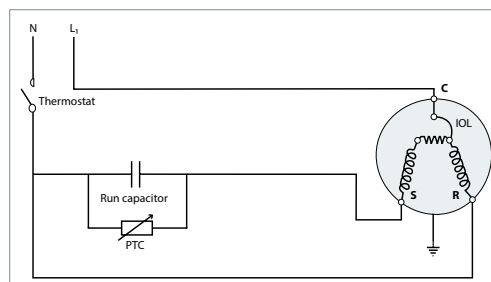 N L₁
C
Thermostat
IOL
Run capacitor
S R
PTC